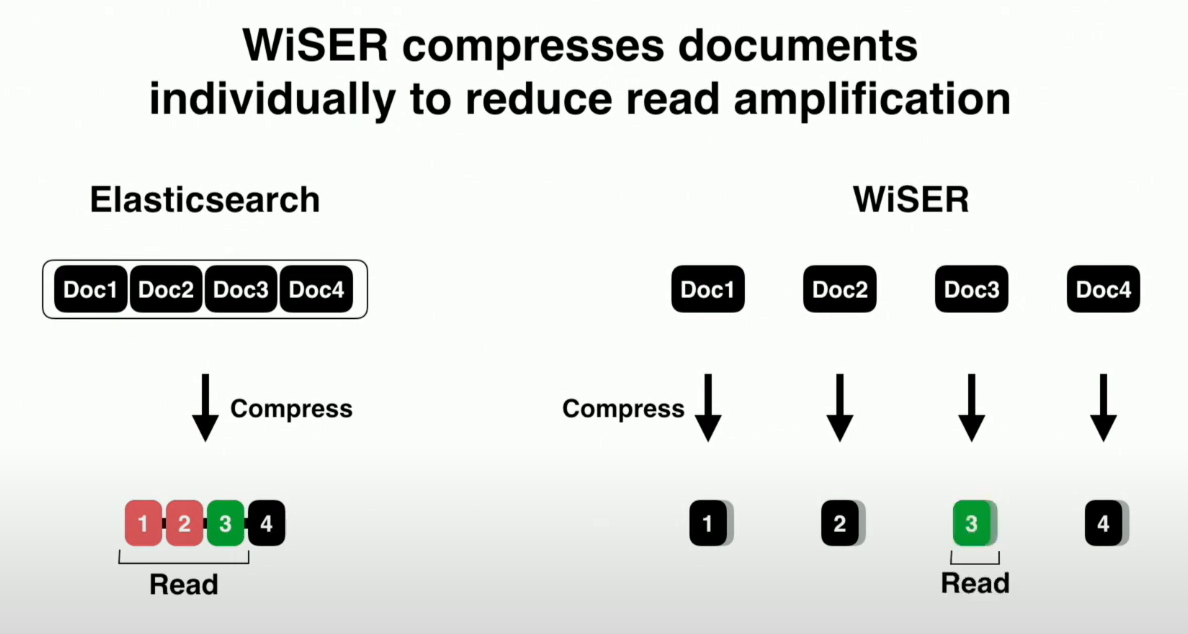 WiSER compresses documents
individually to reduce read amplification
Elasticsearch
WiSER
Doc1 Doc2 Doc3 Doc4
Doc1 Doc2 Doc3 Doc4
Compress
Compress
1 2 3 4
1 2 3 4
Read
Read